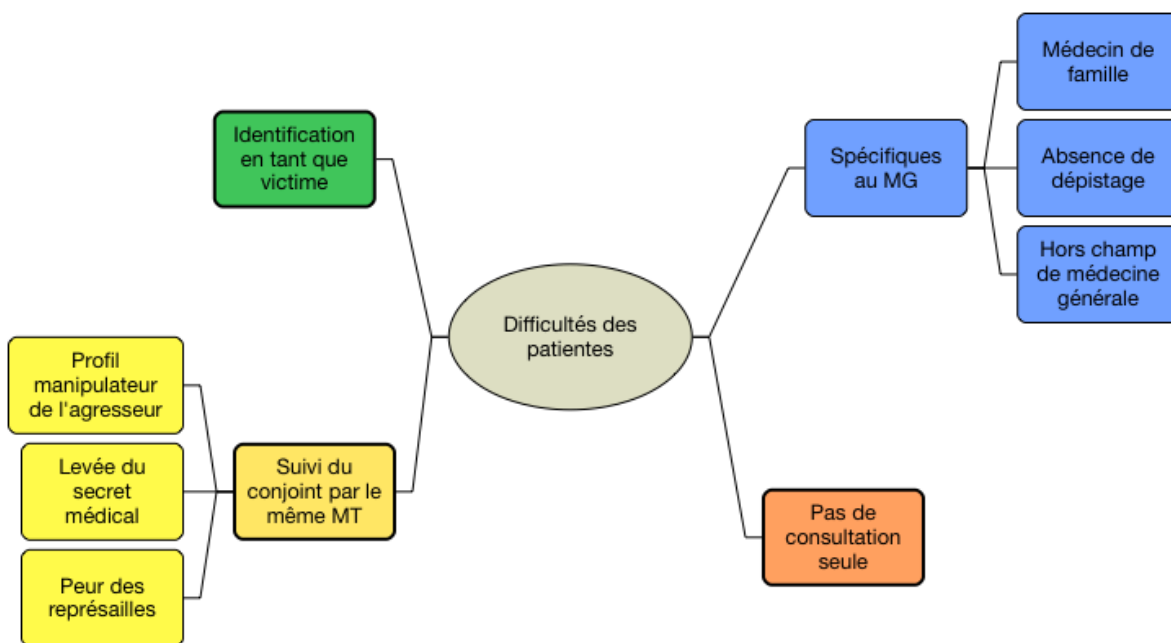 Difficultés des
patientes
Identification
en tant que
victime
Suivi du
conjoint par le
même MT
Profil
manipulateur
de l'agresseur
Levée du
secret
médical
Peur des
représailles
Spécifiques
au MG
Médecin de
famille
Absence de
dépistage
Hors champ
de médecine
générale
Pas de
consultation
seule